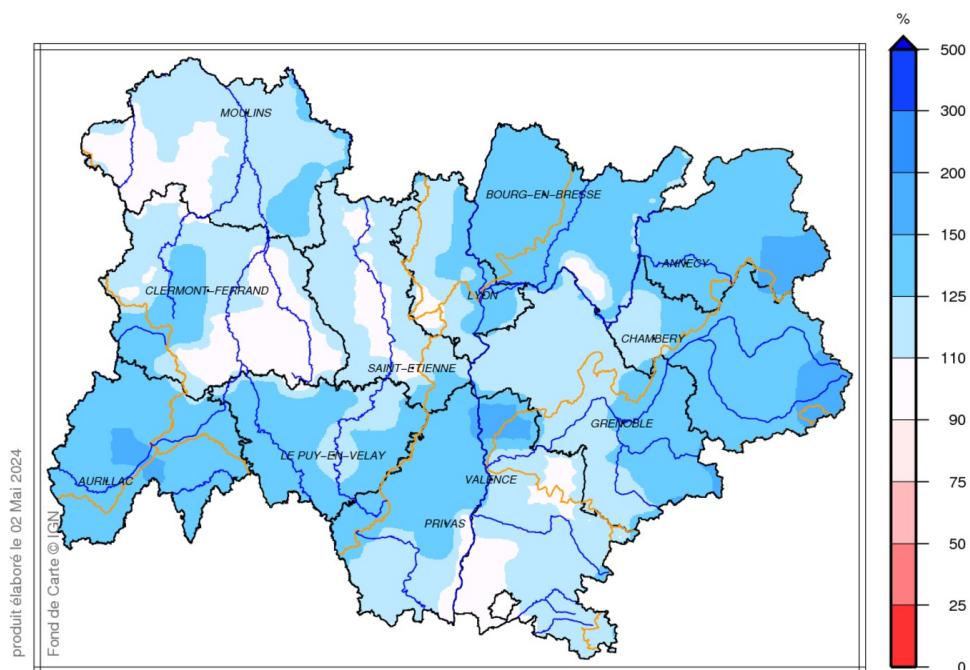 %
500
300
200
150
125
110
90
75
50
25
0
MOULINS
BOURG-EN-BRESSE
ANNECY
CLERMONT-FERRAND
LYON
CHAMBERY
SAINT-ETIENNE
GRENOBLE
LE PUY-EN-VELAY
AURILLAC
VALENCE
PRIVAS
produit élaboré le 02 Mai 2024
Fond de Carte © IGN